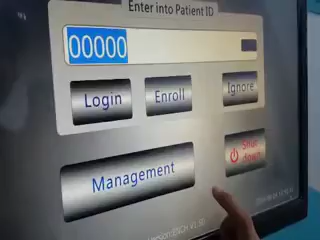 Enter into Patient ID
00000
Login
Enroll
Ignore
Shut
down
Management